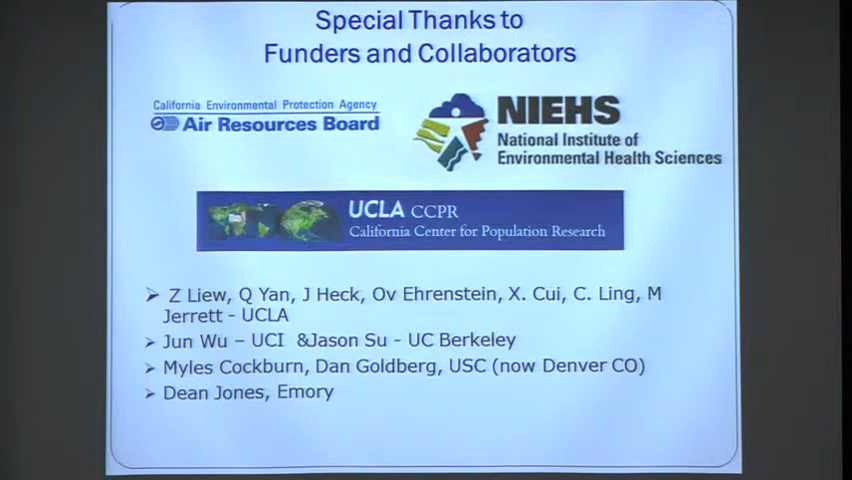 Special Thanks to
Funders and Collaborators
California Environmental Protection Agency
Air Resources Board
NIEHS
National Institute of
Environmental Health Sciences
UCLA CCPR
California Center for Population Research
➢ Z Liew, Q Yan, J Heck, Ov Ehrenstein, X. Cui, C. Ling, M
Jerrett - UCLA
➢ Jun Wu – UCI &Jason Su - UC Berkeley
➢ Myles Cockburn, Dan Goldberg, USC (now Denver CO)
➢ Dean Jones, Emory